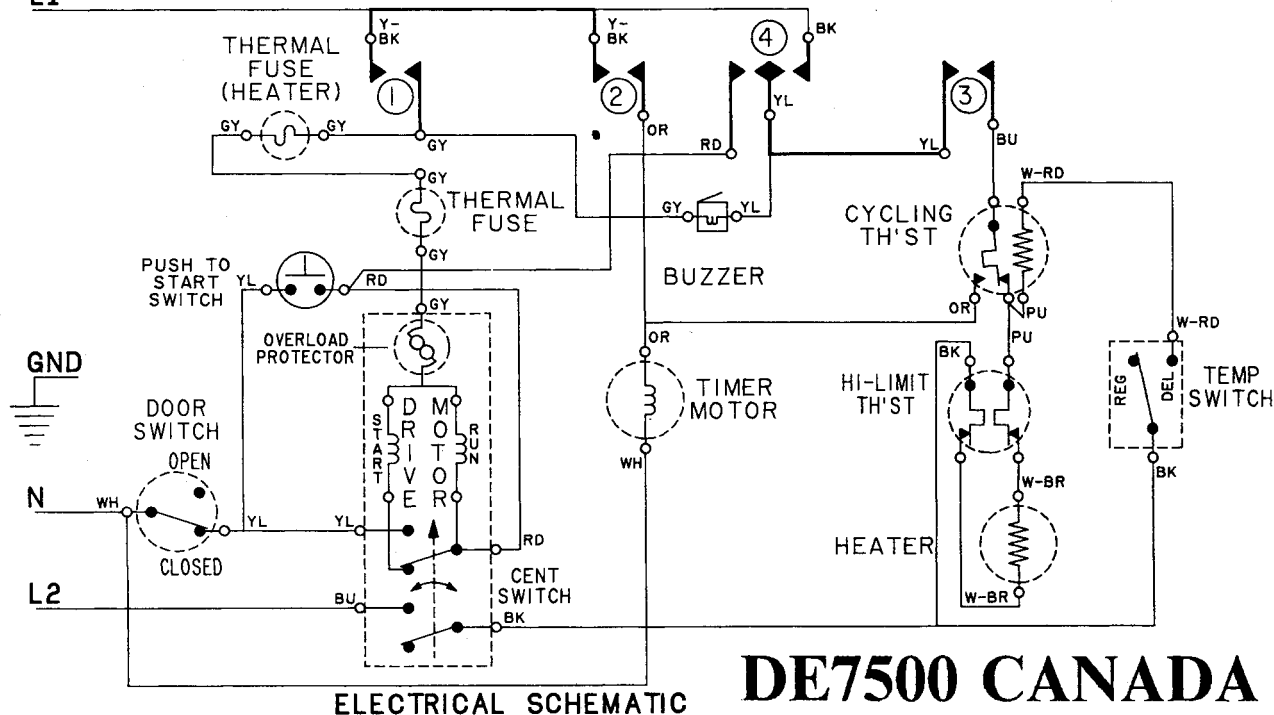 L1
Y-
BK
Y-
BK
④
BK
THERMAL
FUSE
(HEATER)
①
②
③
YL
GY
GY
GY
OR
RD
YL
BU
GY
THERMAL
FUSE
GY
YL
W-RD
CYCLING
TH'ST
GY
PUSH TO
START
SWITCH
YL
RD
BUZZER
GY
OR
PU
OVERLOAD
PROTECTOR
OR
PU
W-RD
GND
BK
REG
DEL
TEMP
SWITCH
DOOR
SWITCH
OPEN
START
DRIVE
MOTOR
RUN
TIMER
MOTOR
HI-LIMIT
TH'ST
WH
BK
N
WH
YL
YL
RD
W-BR
CLOSED
HEATER
CENT
SWITCH
L2
BU
BK
W-BR
ELECTRICAL SCHEMATIC
DE7500 CANADA